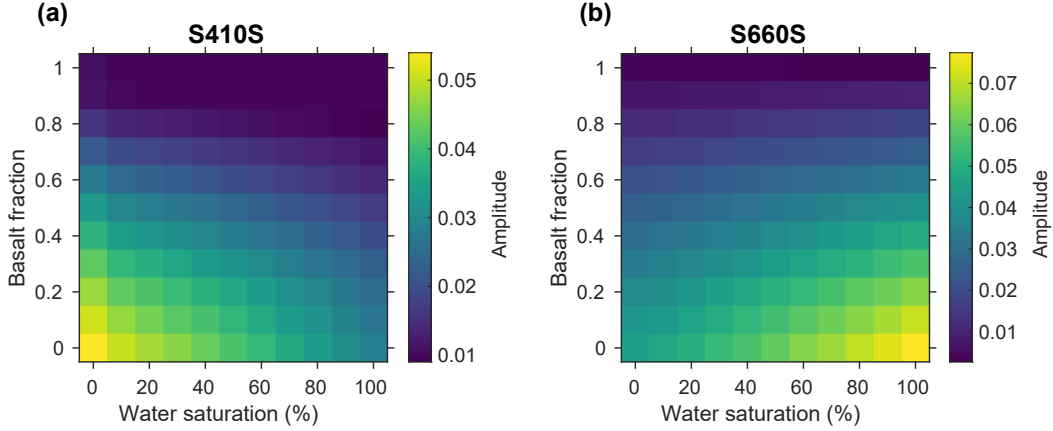 (a)
S410S
1
0.8
0.6
0.4
0.2
0
Basalt fraction
0 20 40 60 80 100
Water saturation (%)
0.05
0.04
0.03
0.02
0.01
Amplitude
(b)
S660S
1
0.8
0.6
0.4
0.2
0
Basalt fraction
0 20 40 60 80 100
Water saturation (%)
0.07
0.06
0.05
0.04
0.03
0.02
0.01
Amplitude